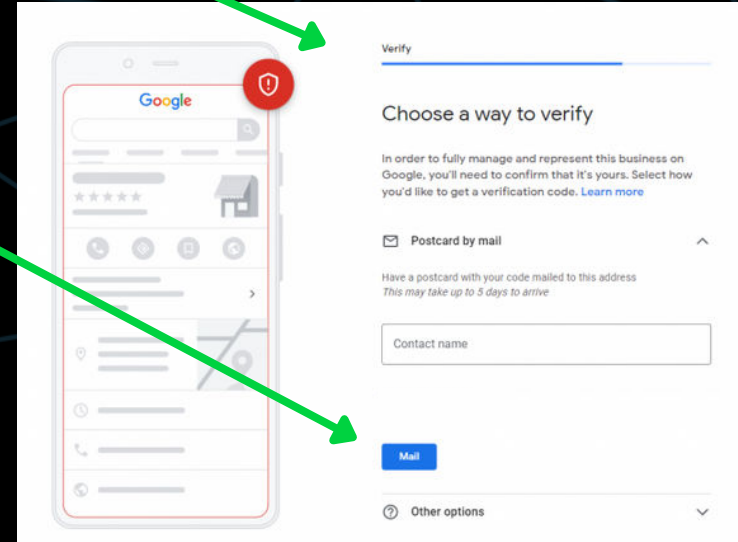 Google
Verify
Choose a way to verify
In order to fully manage and represent this business on
Google, you'll need to confirm that it's yours. Select how
you'd like to get a verification code. Learn more
Postcard by mail
Have a postcard with your code mailed to this address
This may take up to 5 days to arrive
Contact name
Mail
Other options